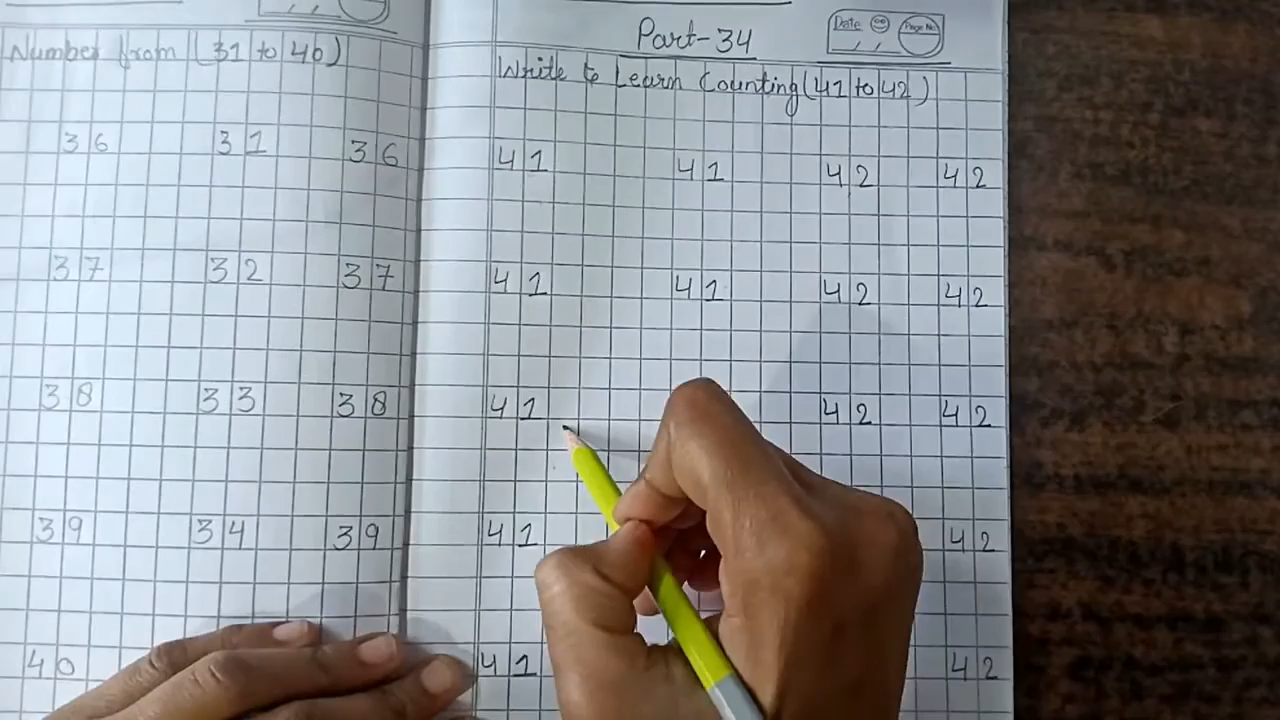 Number from (31 to 40)
36 31 36
37 32 37
38 33 38
39 34 39
40
Part-34
Date
Page No.
Write to Learn Counting (41 to 42)
41 41 42 42
41 41 42 42
41 42 42
41 42
41 42